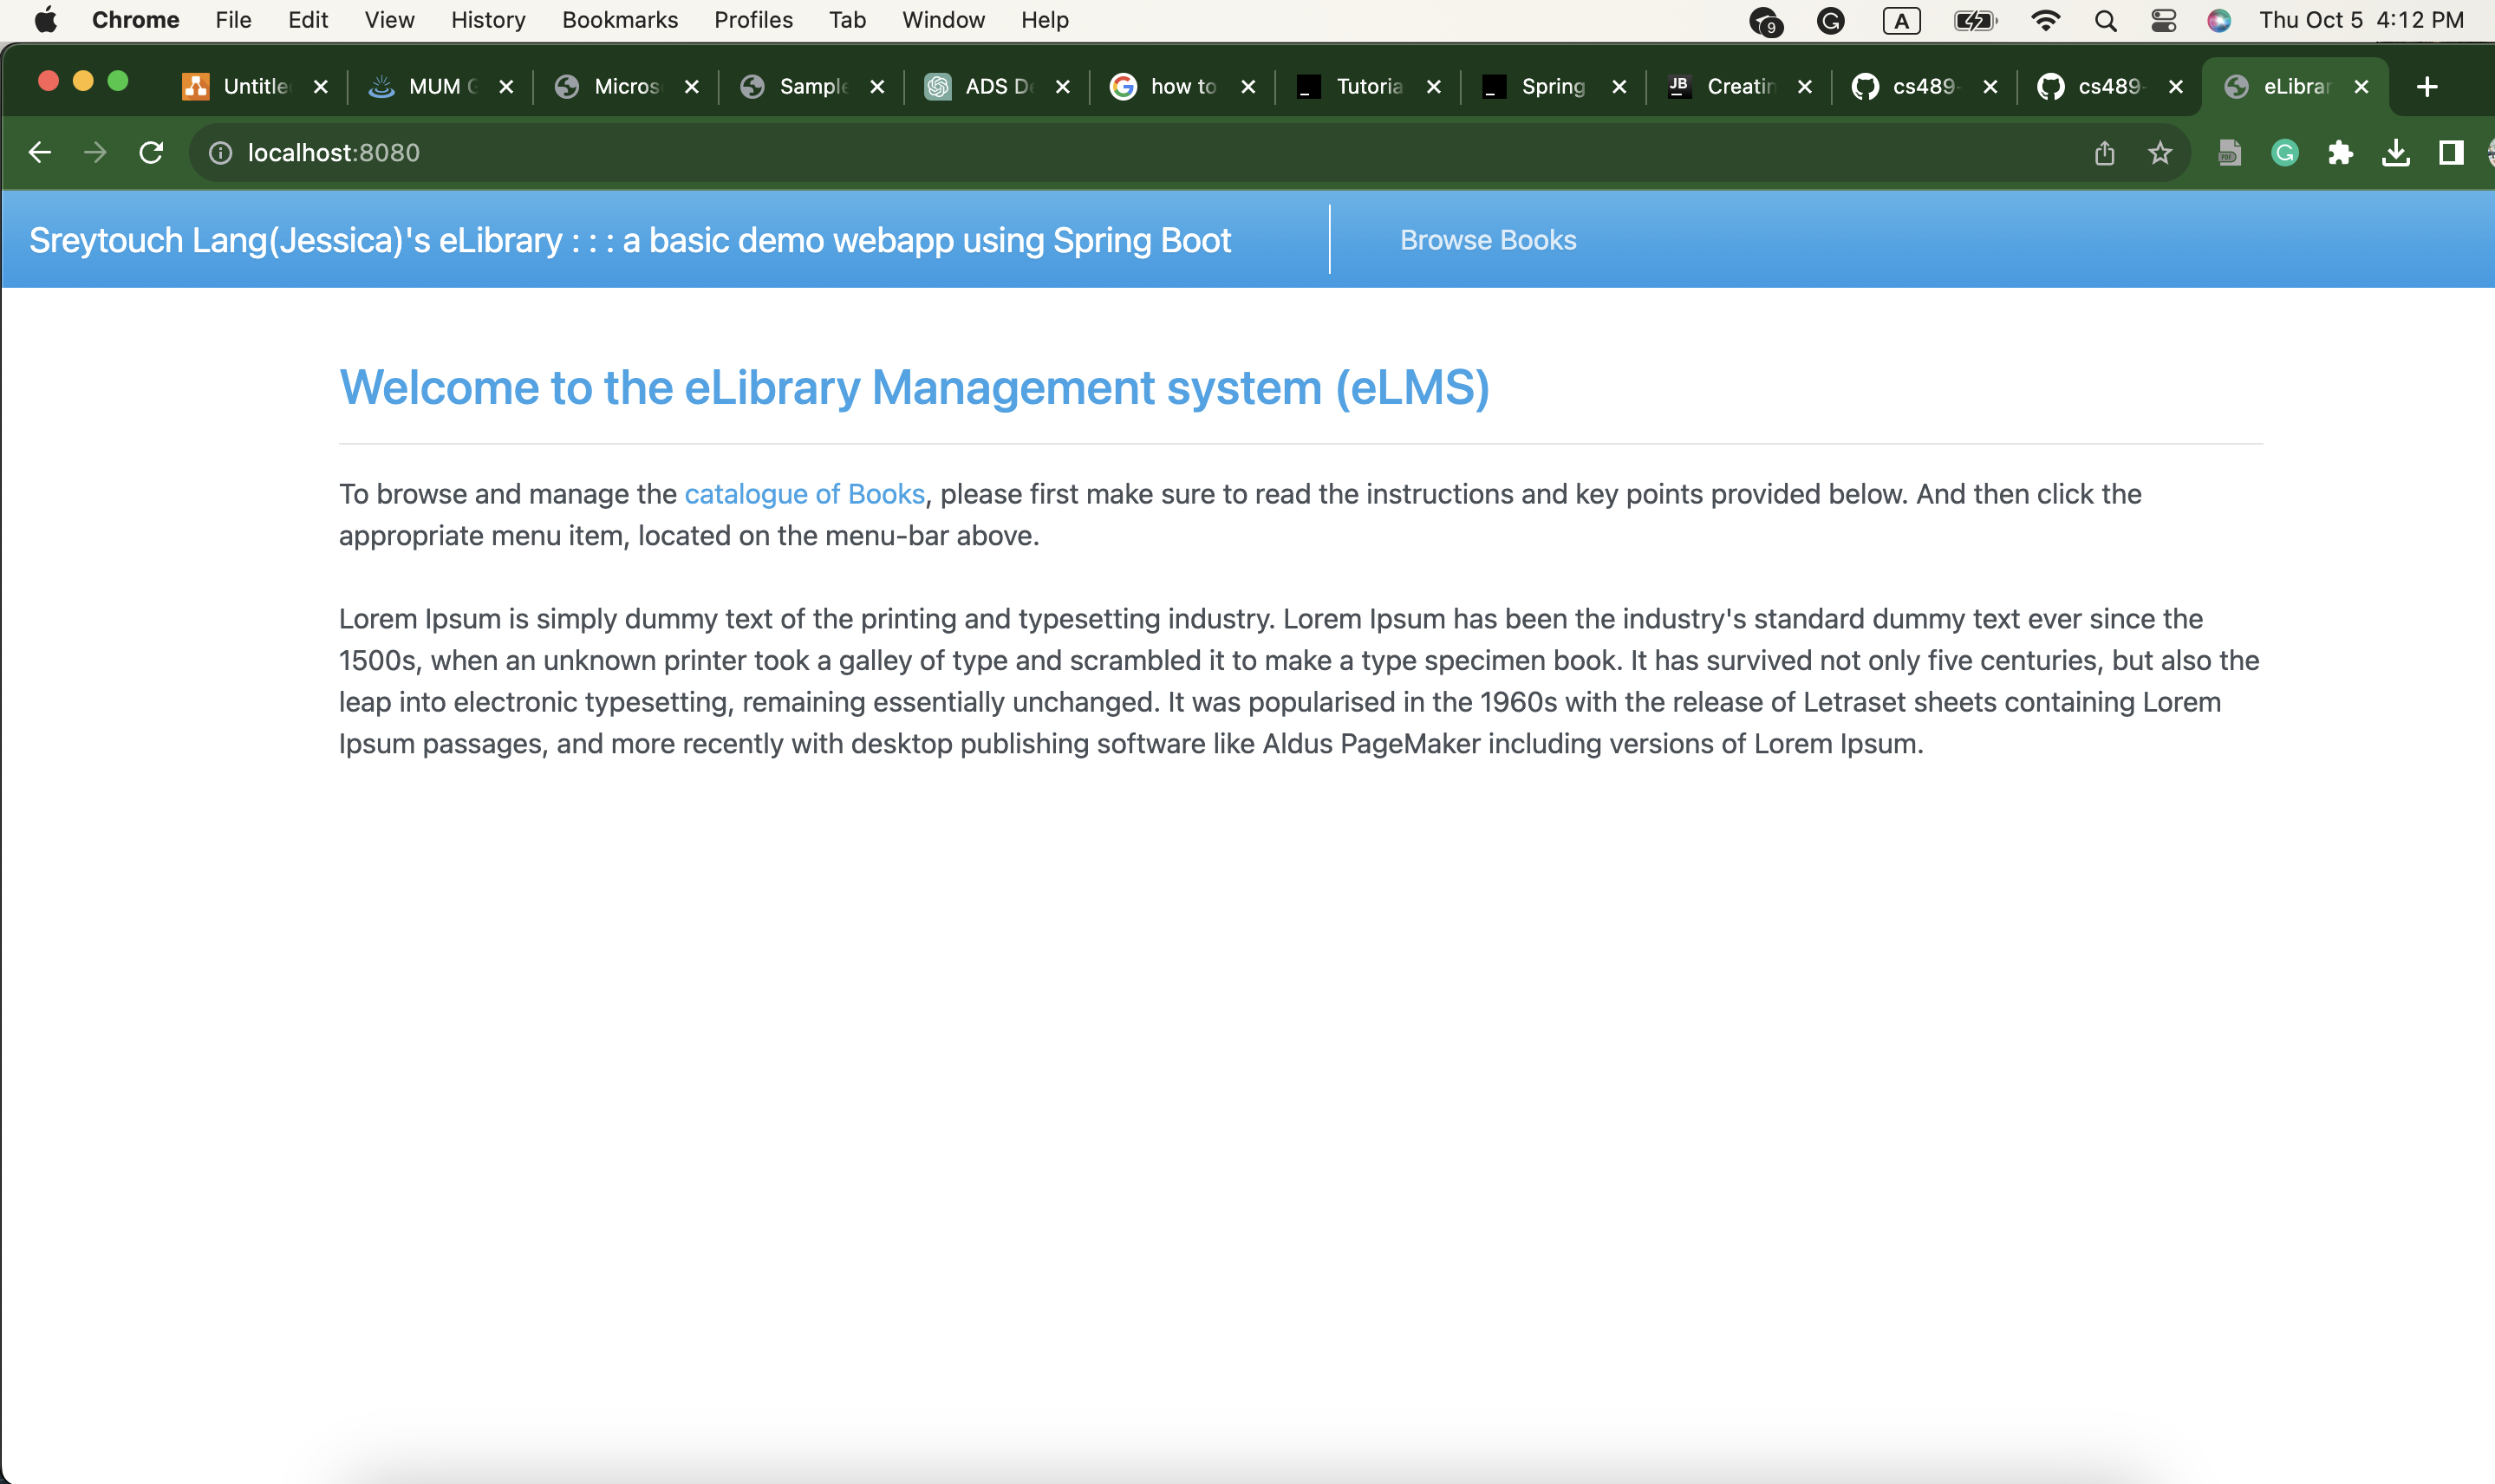 Chrome File Edit View History Bookmarks Profiles Tab Window Help 9 A Thu Oct 5 4:12 PM
Untitle MUM Micros Sample ADS how to Tutoria Spring JB Creatin cs489- cs489- eLibrar
localhost:8080
Sreytouch Lang(Jessica)'s eLibrary : : : a basic demo webapp using Spring Boot Browse Books
Welcome to the eLibrary Management system (eLMS)
To browse and manage the catalogue of Books, please first make sure to read the instructions and key points provided below. And then click the
appropriate menu item, located on the menu-bar above.
Lorem Ipsum is simply dummy text of the printing and typesetting industry. Lorem Ipsum has been the industry's standard dummy text ever since the
1500s, when an unknown printer took a galley of type and scrambled it to make a type specimen book. It has survived not only five centuries, but also the
leap into electronic typesetting, remaining essentially unchanged. It was popularised in the 1960s with the release of Letraset sheets containing Lorem
Ipsum passages, and more recently with desktop publishing software like Aldus PageMaker including versions of Lorem Ipsum.